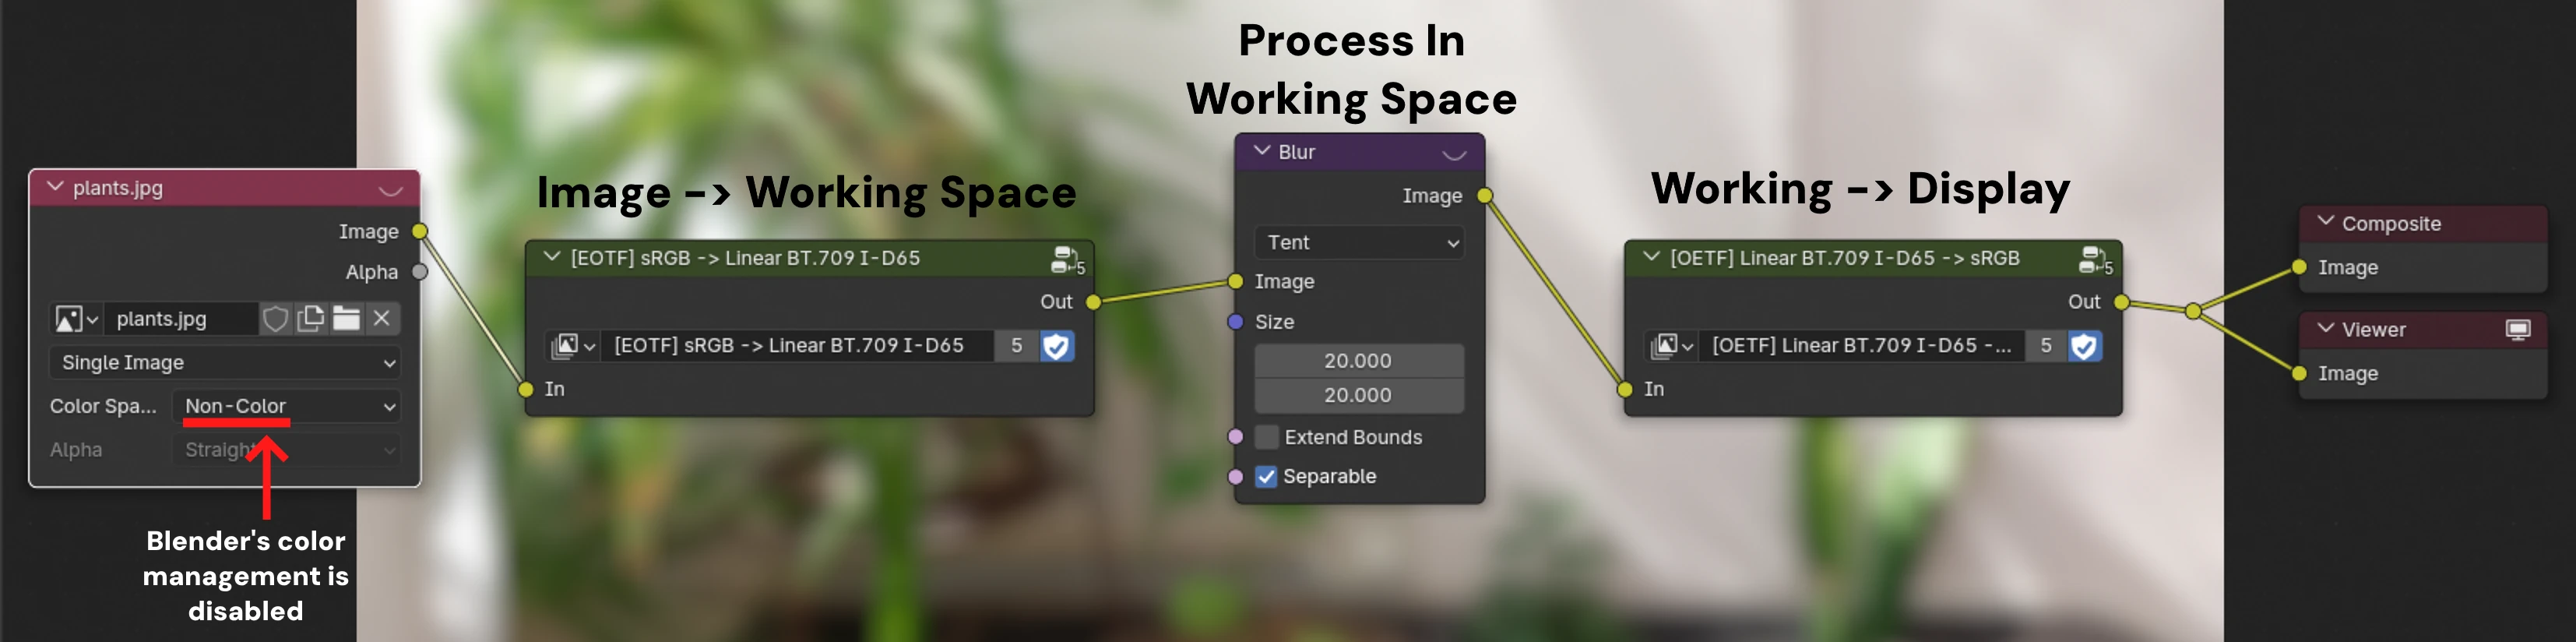 Process In
Working Space
Image -> Working Space
Working -> Display
plants.jpg
Image
Alpha
plants.jpg
Single Image
Color Spa...
Non-Color
Alpha
Straight
Blender's color
management is
disabled
[EOTF] sRGB -> Linear BT.709 I-D65
5
Out
[EOTF] sRGB -> Linear BT.709 I-D65
5
In
Blur
Image
Tent
Image
Size
20.000
20.000
Extend Bounds
Separable
[OETF] Linear BT.709 I-D65 -> sRGB
5
Out
[OETF] Linear BT.709 I-D65 -...
5
In
Composite
Image
Viewer
Image